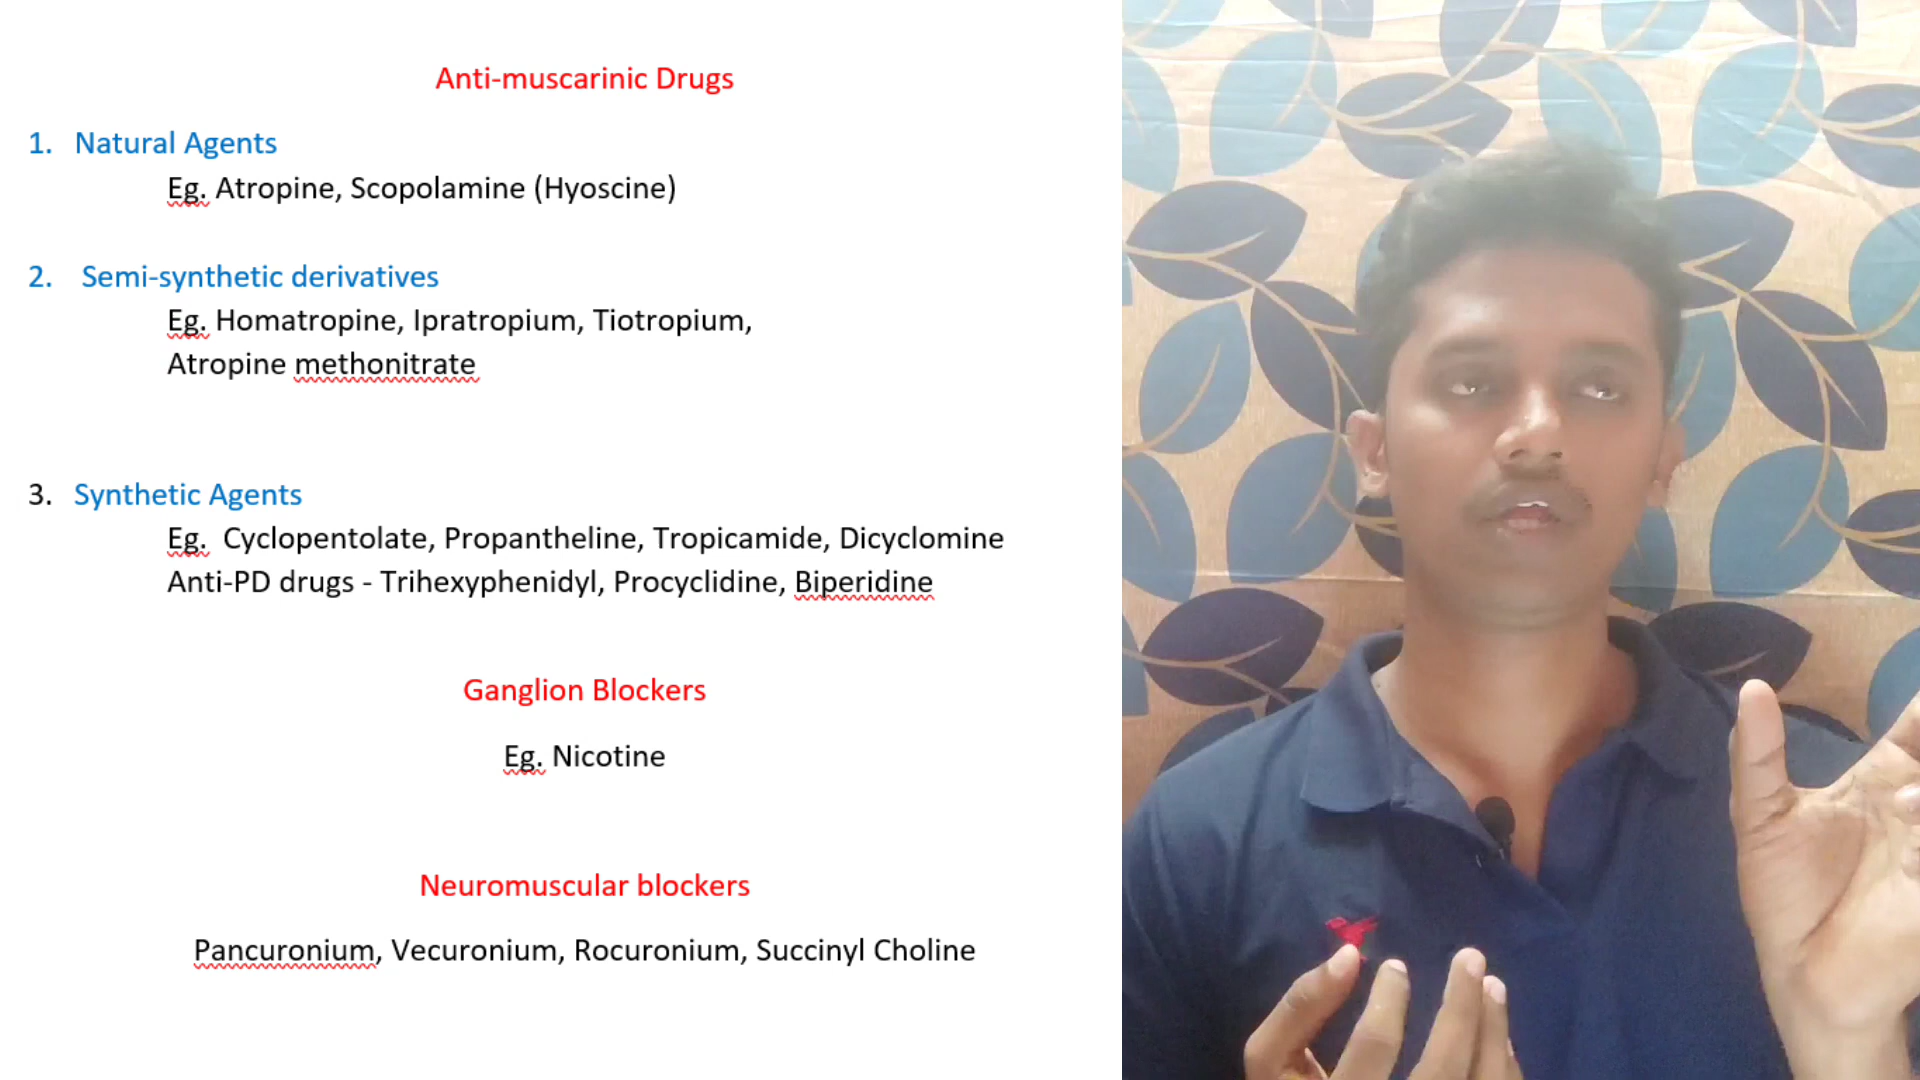 Anti-muscarinic Drugs
1. Natural Agents
Eg. Atropine, Scopolamine (Hyoscine)
2. Semi-synthetic derivatives
Eg. Homatropine, Ipratropium, Tiotropium,
Atropine methonitrate
3. Synthetic Agents
Eg. Cyclopentolate, Propantheline, Tropicamide, Dicyclomine
Anti-PD drugs - Trihexyphenidyl, Procyclidine, Biperidine
Ganglion Blockers
Eg. Nicotine
Neuromuscular blockers
Pancuronium, Vecuronium, Rocuronium, Succinyl Choline